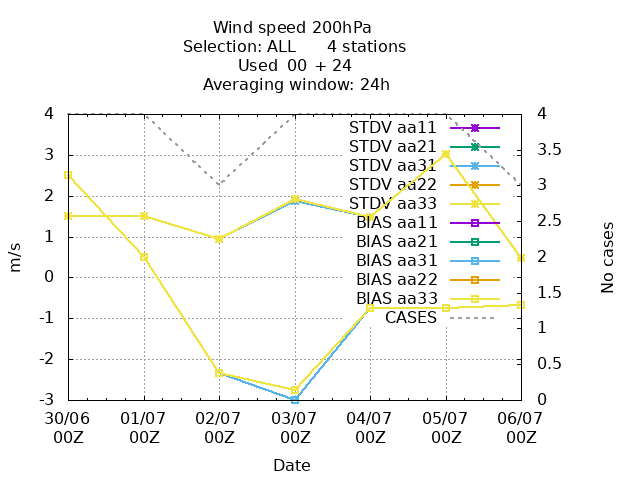 Wind speed 200hPa
Selection: ALL 4 stations
Used 00 + 24
Averaging window: 24h
4
3
2
1
0
-1
-2
-3
m/s
4
3.5
3
2.5
2
1.5
1
0.5
0
No cases
STDV aa11
STDV aa21
STDV aa31
STDV aa22
STDV aa33
BIAS aa11
BIAS aa21
BIAS aa31
BIAS aa22
BIAS aa33
CASES
30/06 01/07 02/07 03/07 04/07 05/07 06/07
00Z 00Z 00Z 00Z 00Z 00Z 00Z
Date